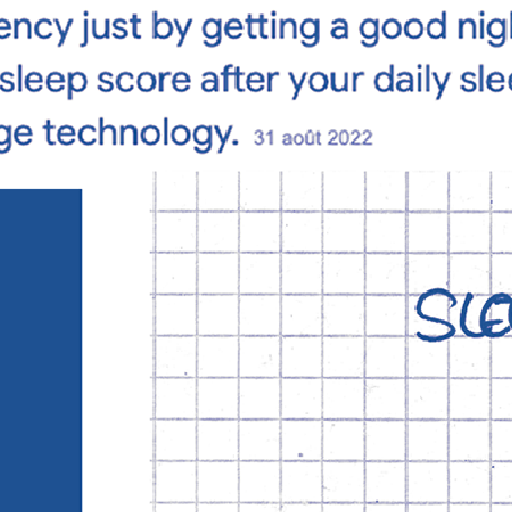 ency just by getting a good nigh
sleep score after your daily slee
ge technology. 31 août 2022
SLE